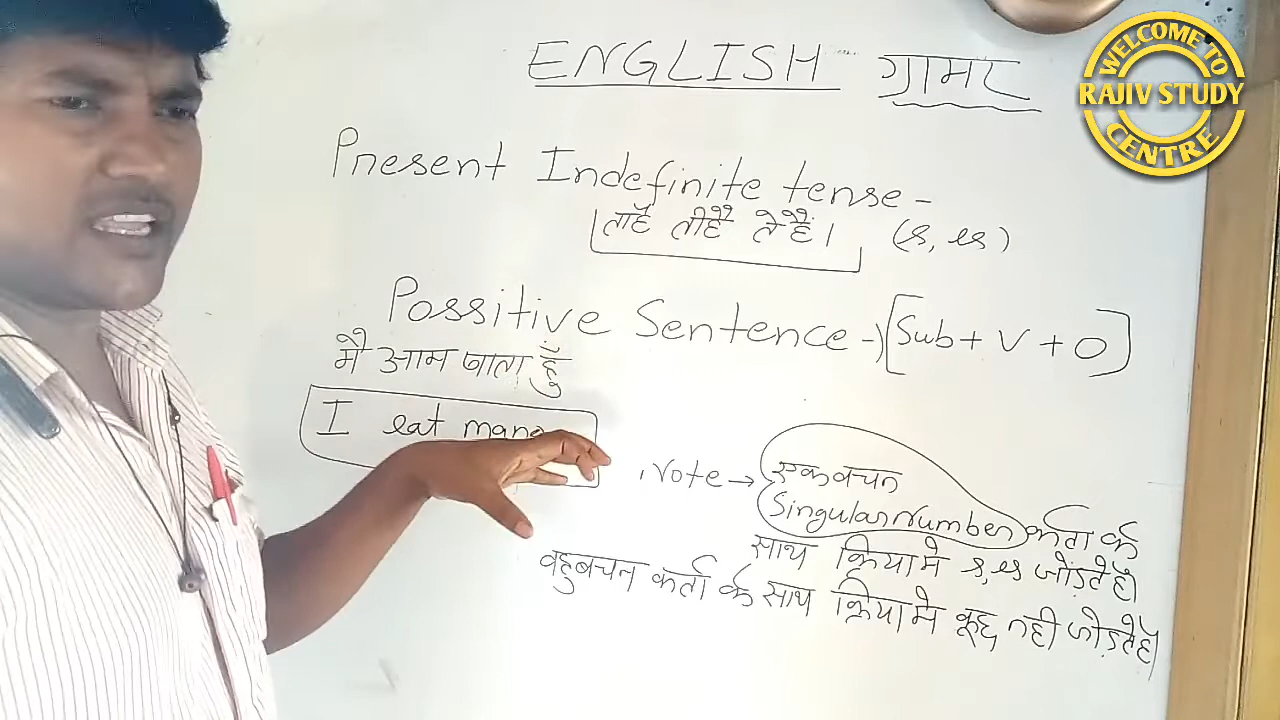 ENGLISH ग्रामर
WELCOME TO
RAJIV STUDY
CENTRE
Present Indefinite tense -
ताहै तीहै ते हैं। (s, es)
Possitive Sentence -> [Sub + V + O]
मै आम जाता हूँ
I eat mang
Note → एकवचन
Singular Number कर्ता के
साथ क्रिया मे s, es जोड़ते है
वहुबचन कर्ता के साथ क्रिया मे कुछ नही जोड़ते है